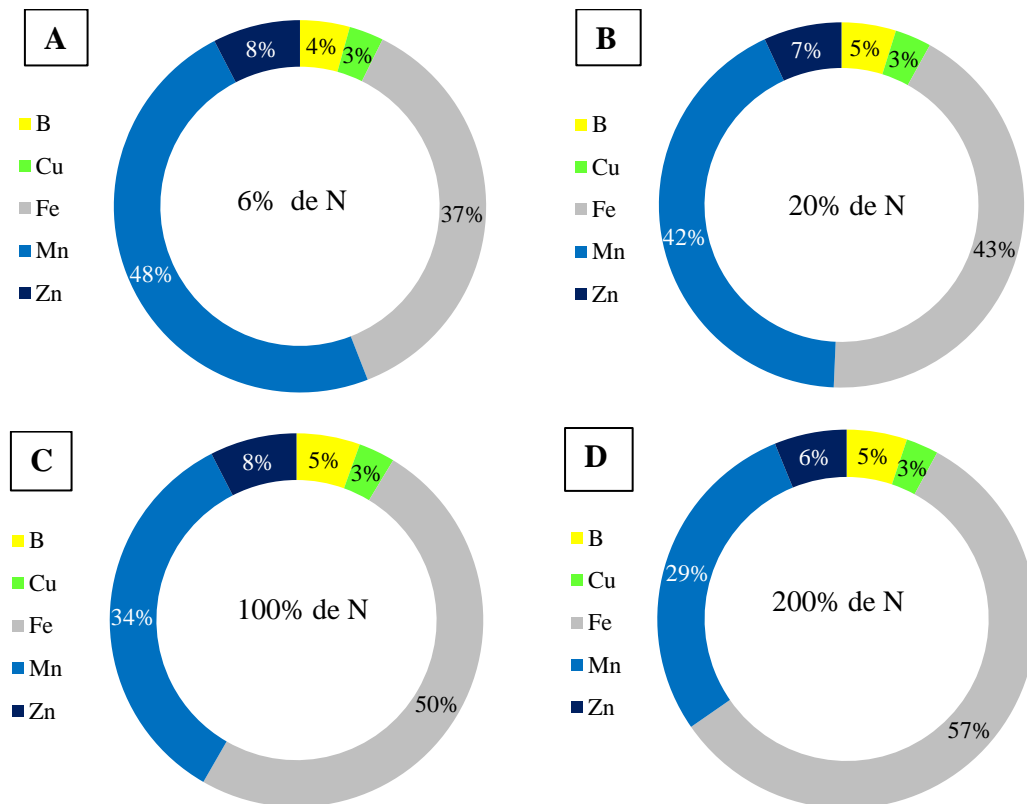 A
8%
4%
3%
B
Cu
Fe
Mn
Zn
6% de N
37%
48%
B
7%
5%
3%
B
Cu
Fe
Mn
Zn
20% de N
42%
43%
C
8%
5%
3%
B
Cu
Fe
Mn
Zn
100% de N
34%
50%
D
6%
5%
3%
B
Cu
Fe
Mn
Zn
29%
200% de N
57%